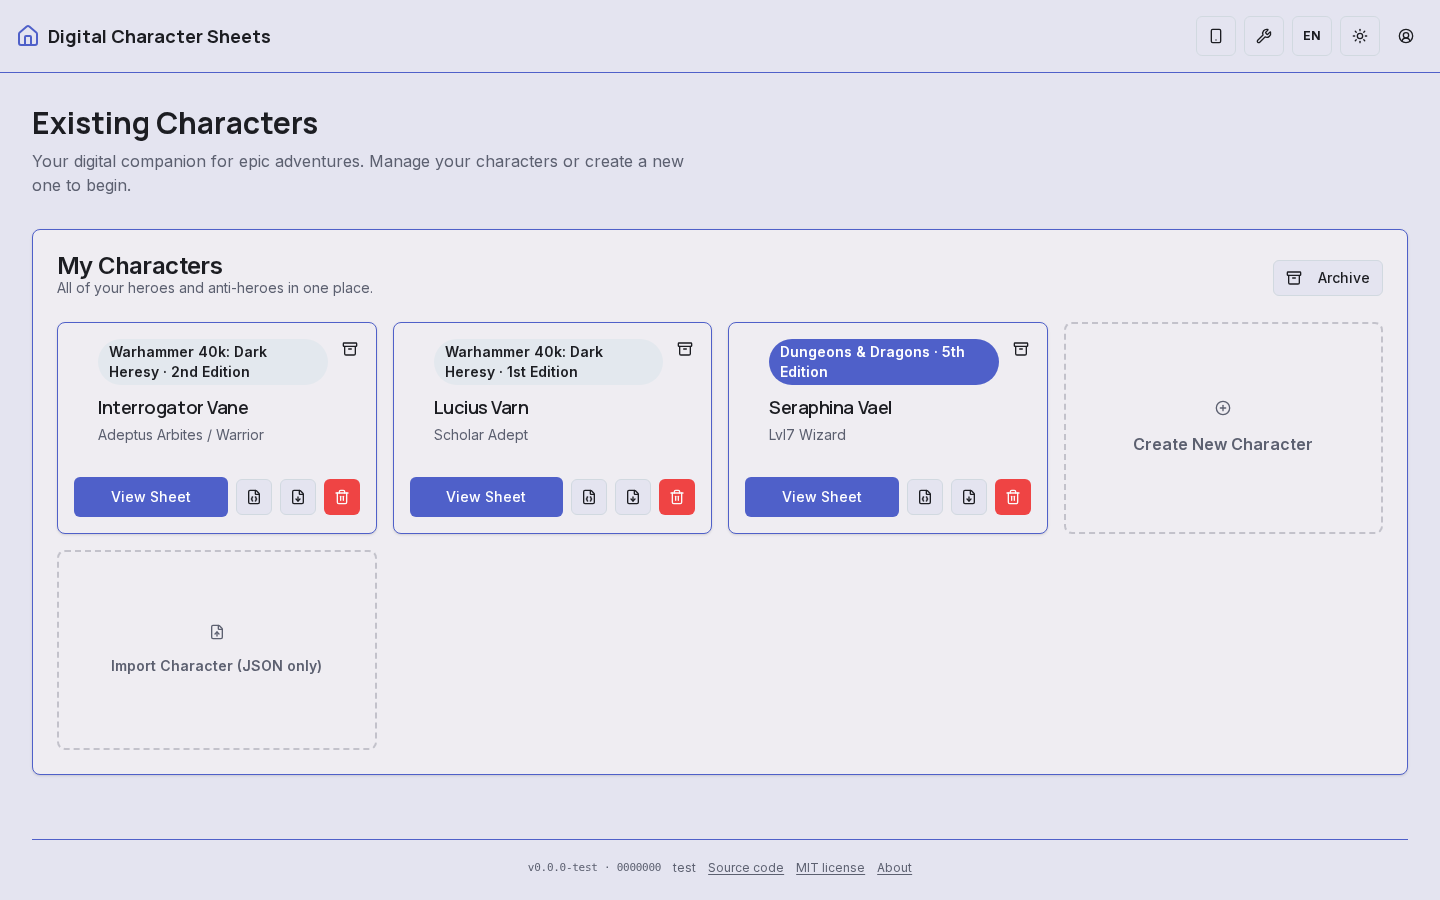 Digital Character Sheets
EN
Existing Characters
Your digital companion for epic adventures. Manage your characters or create a new
one to begin.
My Characters
All of your heroes and anti-heroes in one place.
Archive
Warhammer 40k: Dark
Heresy · 2nd Edition
Interrogator Vane
Adeptus Arbites / Warrior
View Sheet
Warhammer 40k: Dark
Heresy · 1st Edition
Lucius Varn
Scholar Adept
View Sheet
Dungeons & Dragons · 5th
Edition
Seraphina Vael
Lvl7 Wizard
View Sheet
Create New Character
Import Character (JSON only)
v0.0.0-test · 0000000 test Source code MIT license About